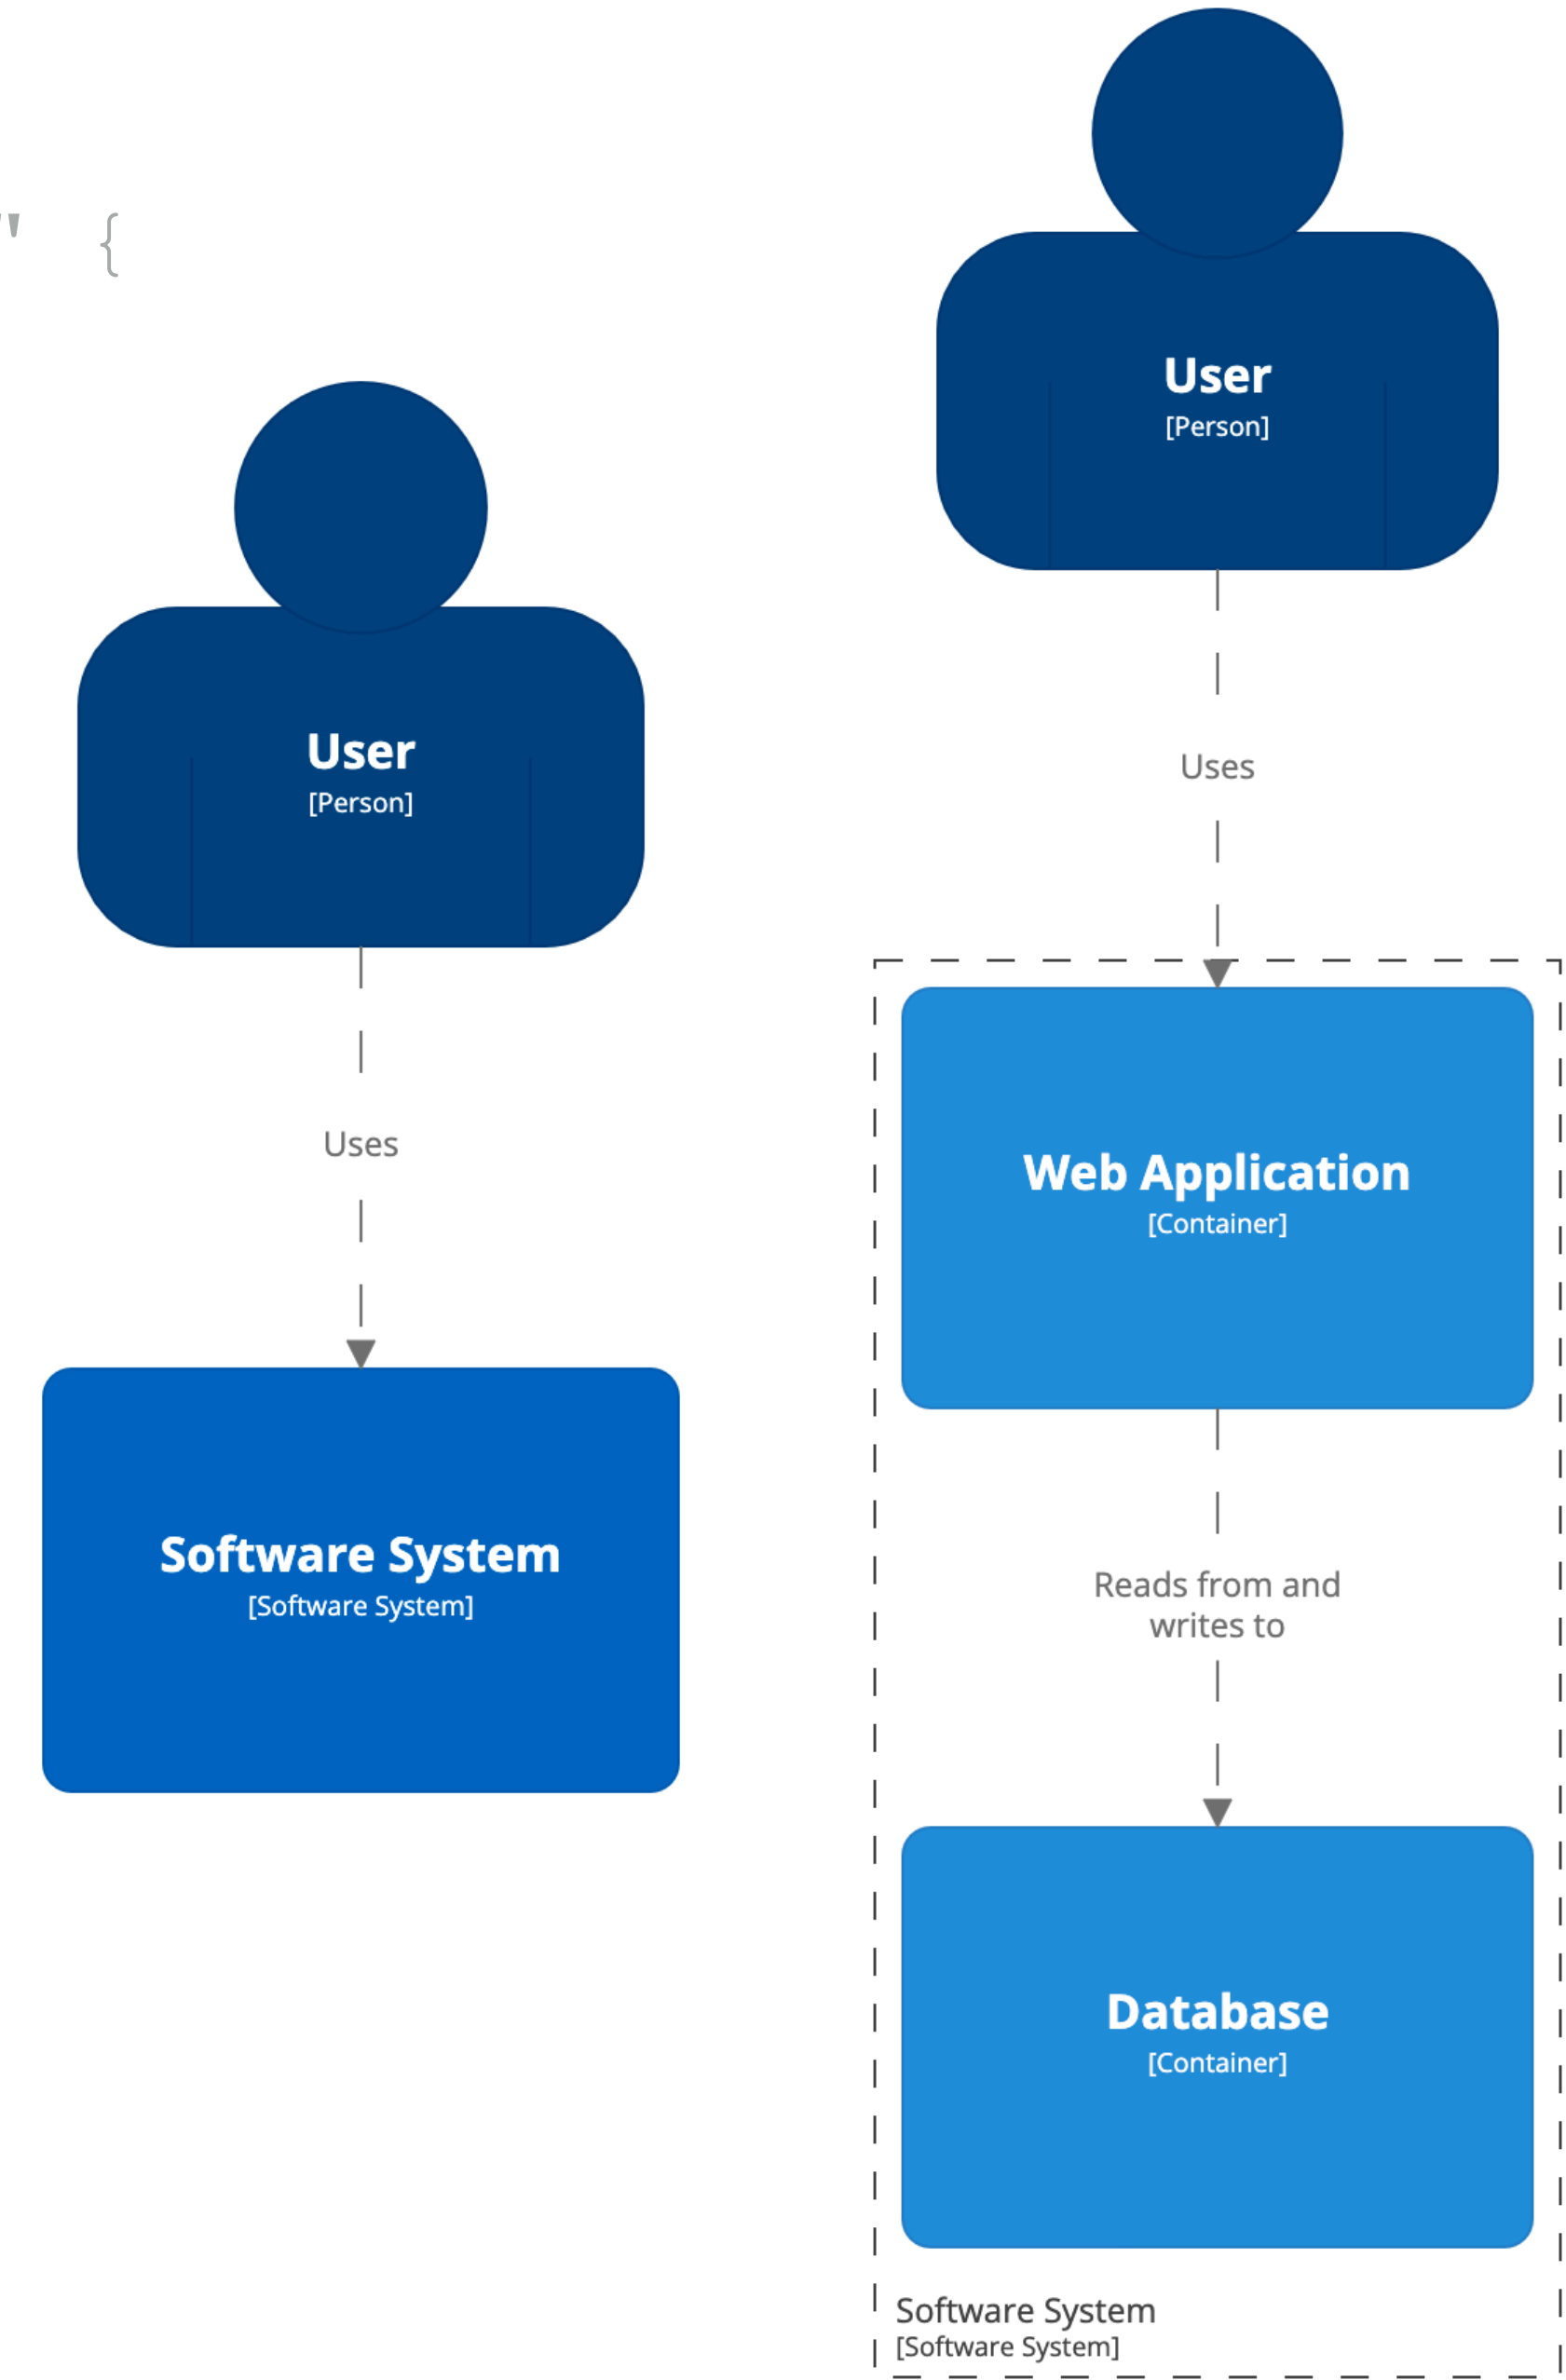 " {
User
[Person]
Uses
Software System
[Software System]
User
[Person]
Uses
Web Application
[Container]
Reads from and
writes to
Database
[Container]
Software System
[Software System]